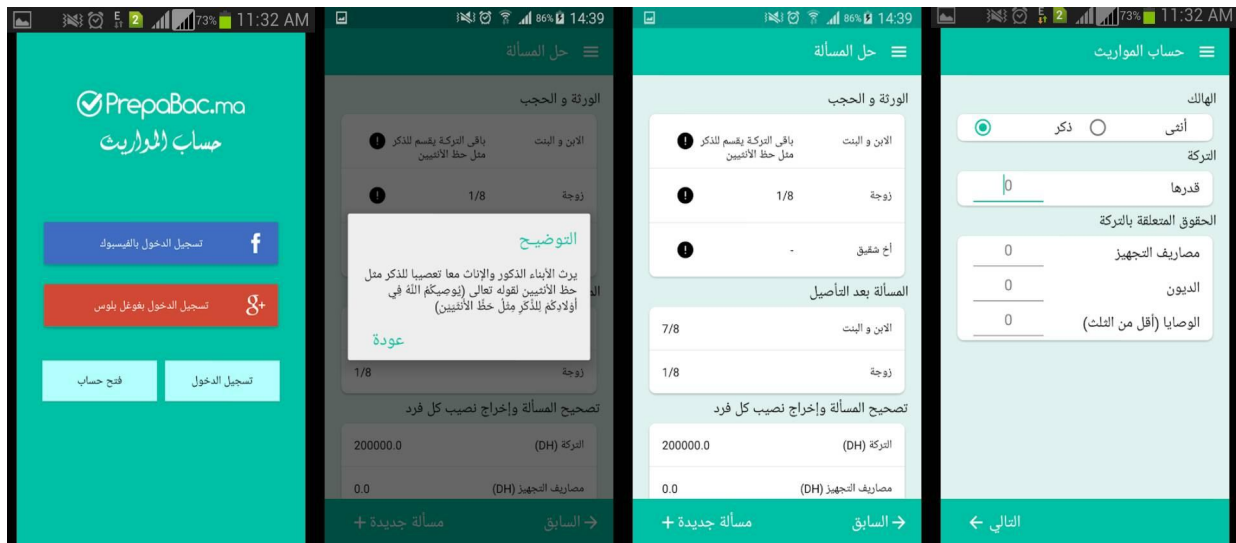 73% 11:32 AM
PrepaBac.ma
حساب المواريث
تسجيل الدخول بالفيسبوك
f
تسجيل الدخول بغوغل بلوس
g+
تسجيل الدخول
فتح حساب
86% 14:39
حل المسألة
الورثة و الحجب
الابن و البنت
باقي التركة يقسم للذكر
مثل حظ الأنثيين
زوجة
1/8
التوضيح
يرث الأبناء الذكور والإناث معا تعصيبا للذكر مثل
حظ الأنثيين لقوله تعالى (يُوصِيكُمُ اللَّهُ فِي
أَوْلَادِكُمْ لِلذَّكَرِ مِثْلُ حَظِّ الْأُنْثَيَيْنِ)
عودة
زوجة
1/8
تصحيح المسألة وإخراج نصيب كل فرد
التركة (DH)
200000.0
مصاريف التجهيز (DH)
0.0
السابق
مسألة جديدة +
86% 14:39
حل المسألة
الورثة و الحجب
الابن و البنت
باقي التركة يقسم للذكر
مثل حظ الأنثيين
زوجة
1/8
أخ شقيق
-
المسألة بعد التأصيل
الابن و البنت
7/8
زوجة
1/8
تصحيح المسألة وإخراج نصيب كل فرد
التركة (DH)
200000.0
مصاريف التجهيز (DH)
0.0
السابق
مسألة جديدة +
2 73% 11:32 AM
حساب المواريث
الهالك
أنثى
ذكر
التركة
قدرها
0
الحقوق المتعلقة بالتركة
مصاريف التجهيز
0
الديون
0
الوصايا (أقل من الثلث)
0
التالي